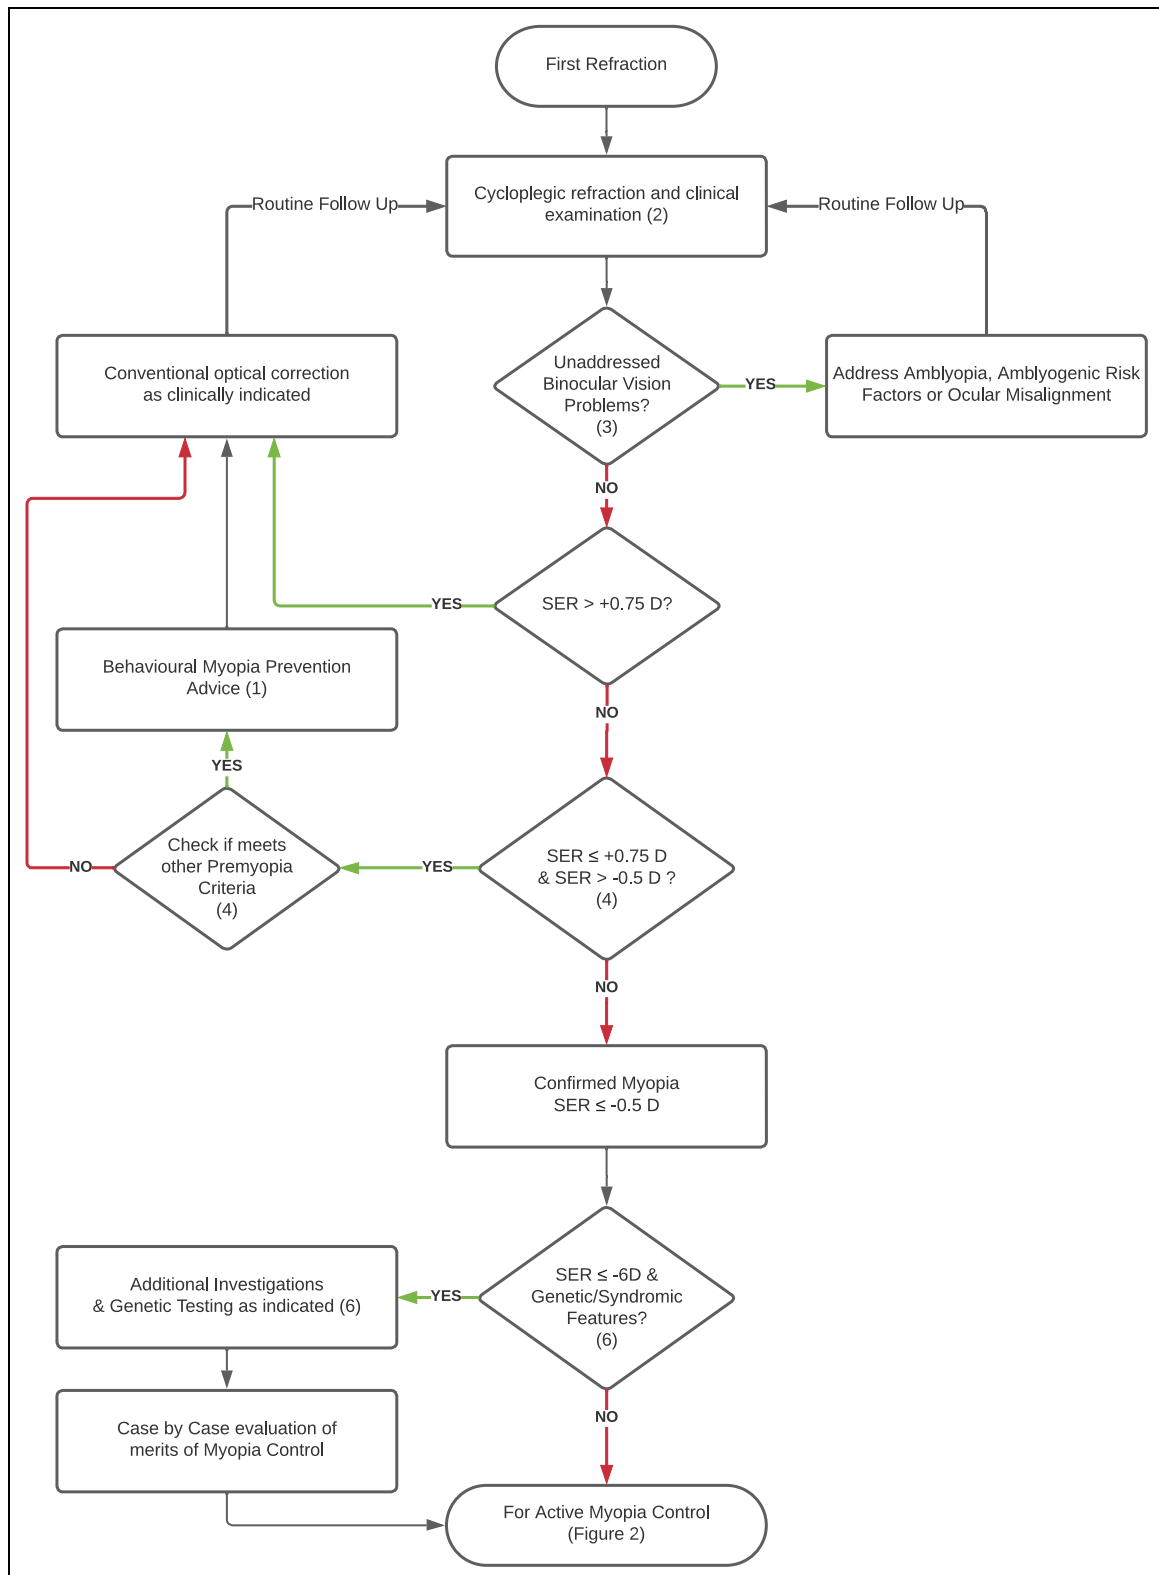 First Refraction
Cycloplegic refraction and clinical
examination (2)
Routine Follow Up
Routine Follow Up
Conventional optical correction
as clinically indicated
Unaddressed
Binocular Vision
Problems?
(3)
YES
Address Amblyopia, Amblyogenic Risk
Factors or Ocular Misalignment
NO
SER > +0.75 D?
YES
Behavioural Myopia Prevention
Advice (1)
NO
YES
Check if meets
other Premyopia
Criteria
(4)
NO
YES
SER ≤ +0.75 D
& SER > -0.5 D ?
(4)
NO
Confirmed Myopia
SER ≤ -0.5 D
SER ≤ -6D &
Genetic/Syndromic
Features?
(6)
YES
Additional Investigations
& Genetic Testing as indicated (6)
Case by Case evaluation of
merits of Myopia Control
NO
For Active Myopia Control
(Figure 2)